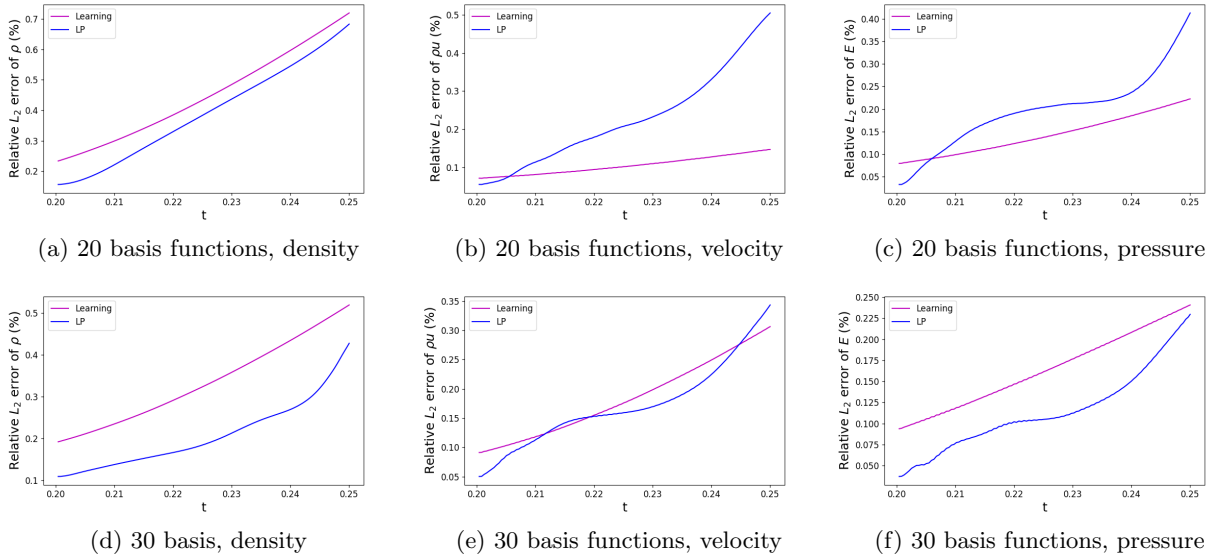 Relative L₂ error of ρ (%)
0.7
0.6
0.5
0.4
0.3
0.2
Learning
LP
0.20
0.21
0.22
0.23
0.24
0.25
t
(a) 20 basis functions, density
Relative L₂ error of ρu (%)
0.5
0.4
0.3
0.2
0.1
Learning
LP
0.20
0.21
0.22
0.23
0.24
0.25
t
(b) 20 basis functions, velocity
Relative L₂ error of E (%)
0.40
0.35
0.30
0.25
0.20
0.15
0.10
0.05
Learning
LP
0.20
0.21
0.22
0.23
0.24
0.25
t
(c) 20 basis functions, pressure
Relative L₂ error of ρ (%)
0.5
0.4
0.3
0.2
0.1
Learning
LP
0.20
0.21
0.22
0.23
0.24
0.25
t
(d) 30 basis, density
Relative L₂ error of ρu (%)
0.35
0.30
0.25
0.20
0.15
0.10
0.05
Learning
LP
0.20
0.21
0.22
0.23
0.24
0.25
t
(e) 30 basis functions, velocity
Relative L₂ error of E (%)
0.250
0.225
0.200
0.175
0.150
0.125
0.100
0.075
0.050
Learning
LP
0.20
0.21
0.22
0.23
0.24
0.25
t
(f) 30 basis functions, pressure